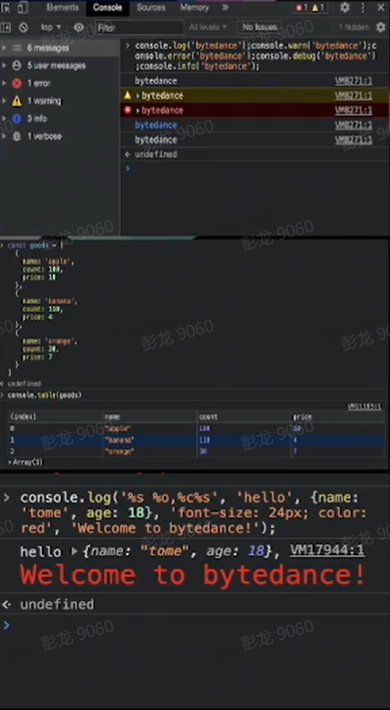 Elements Console Sources Memory
1 1
top Filter All levels No Issues 1 hidden
6 messages
5 user messages
1 error
1 warning
3 info
1 verbose
console.log('bytedance');console.warn('bytedance');c
onsole.error('bytedance');console.debug('bytedance')
;console.info('bytedance');
bytedance VM8271:1
bytedance VM8271:1
bytedance VM8271:1
bytedance VM8271:1
bytedance VM8271:1
undefined
const goods = [
{
name: 'apple',
count: 100,
price: 10
},
{
name: 'banana',
count: 110,
price: 4
},
{
name: 'orange',
count: 30,
price: 7
}
]
undefined
console.table(goods)
(index) name count price
0 "apple" 100 10
1 "banana" 110 4
2 "orange" 30 7
Array(3)
console.log('%s %o,%c%s', 'hello', {name:
'tome', age: 18}, 'font-size: 24px; color:
red', 'Welcome to bytedance!');
hello {name: "tome", age: 18}, VM17944:1
Welcome to bytedance!
undefined
彭龙 9060